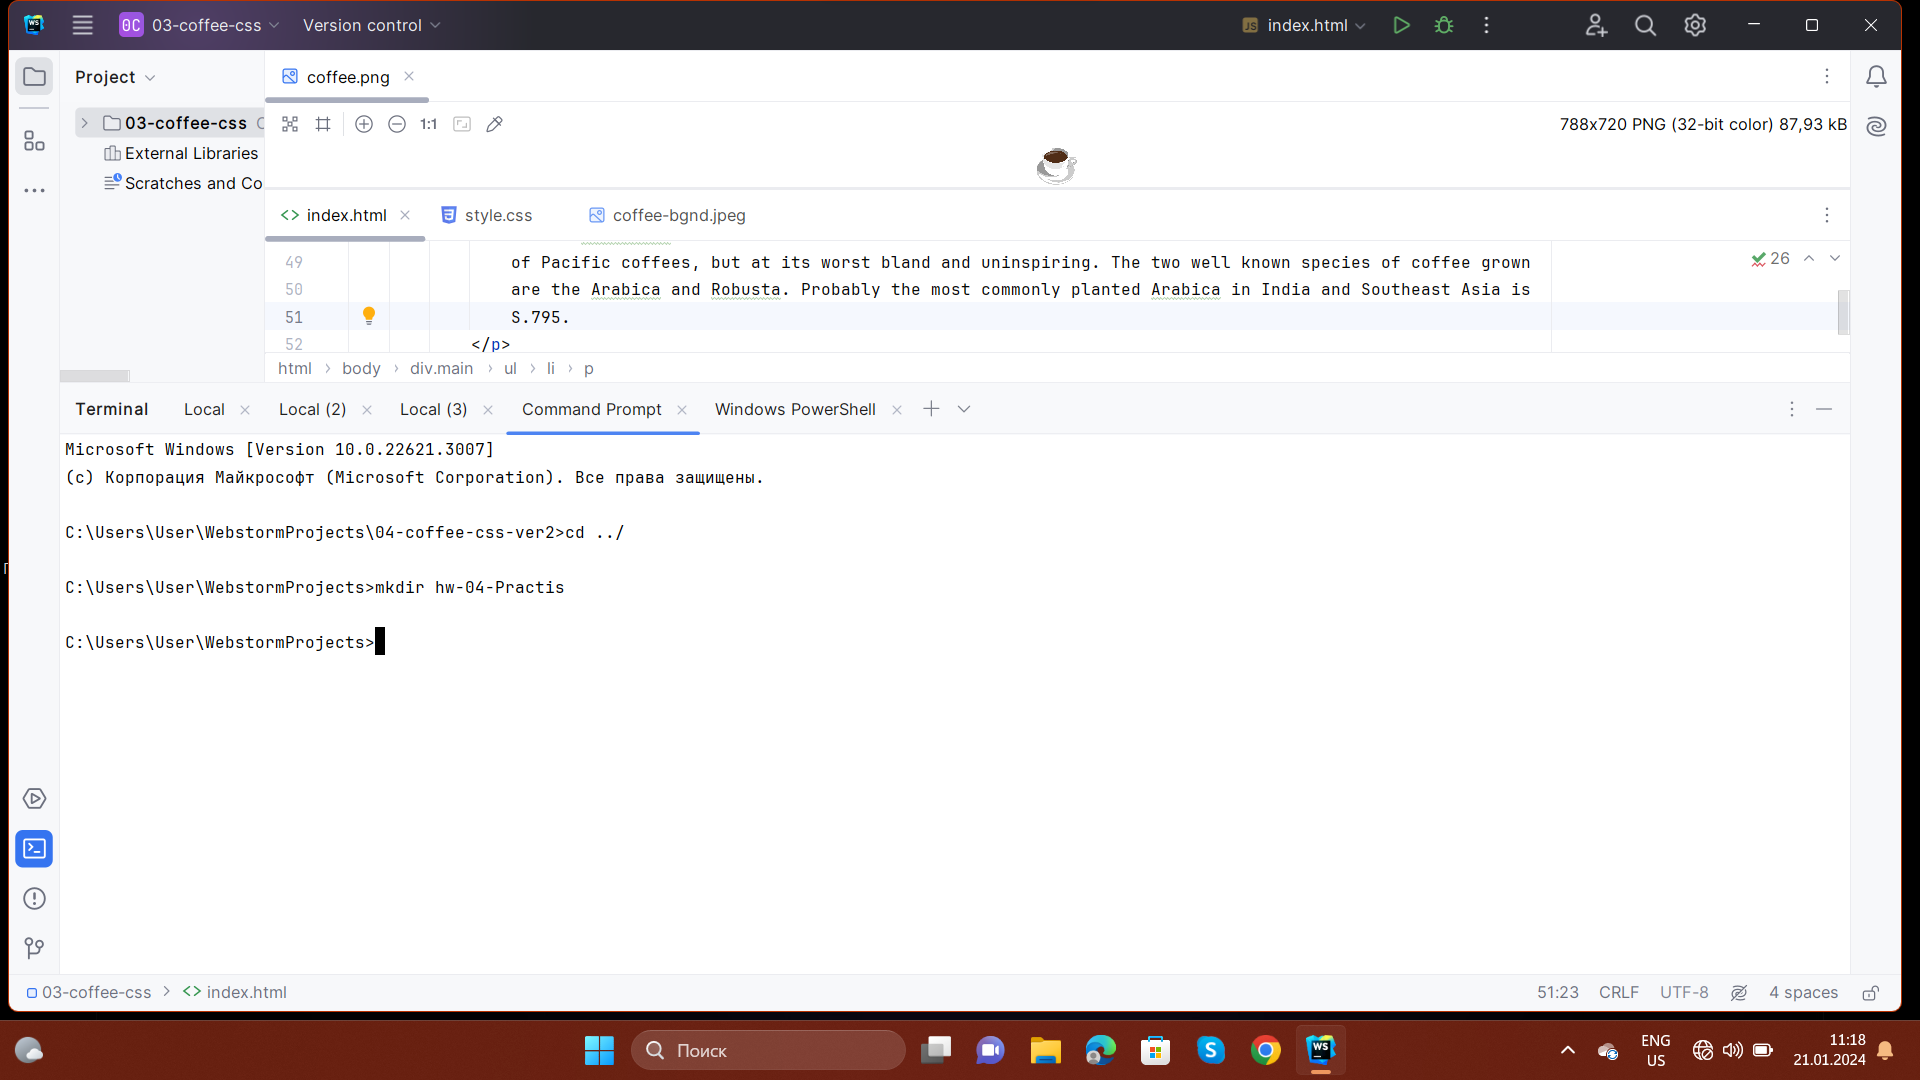 WS
0C 03-coffee-css Version control JS index.html
Project
coffee.png
03-coffee-css
External Libraries
Scratches and Co
1:1 788x720 PNG (32-bit color) 87,93 kB
index.html style.css coffee-bgnd.jpeg
49 of Pacific coffees, but at its worst bland and uninspiring. The two well known species of coffee grown
26
50 are the Arabica and Robusta. Probably the most commonly planted Arabica in India and Southeast Asia is
51 S.795.
52 </p>
html › body › div.main › ul › li › p
Terminal Local Local (2) Local (3) Command Prompt Windows PowerShell
Microsoft Windows [Version 10.0.22621.3007]
(c) Корпорация Майкрософт (Microsoft Corporation). Все права защищены.
C:\Users\User\WebstormProjects\04-coffee-css-ver2>cd ../
C:\Users\User\WebstormProjects>mkdir hw-04-Practis
C:\Users\User\WebstormProjects>
03-coffee-css > index.html
51:23 CRLF UTF-8 4 spaces
Поиск
WS
ENG
US
11:18
21.01.2024